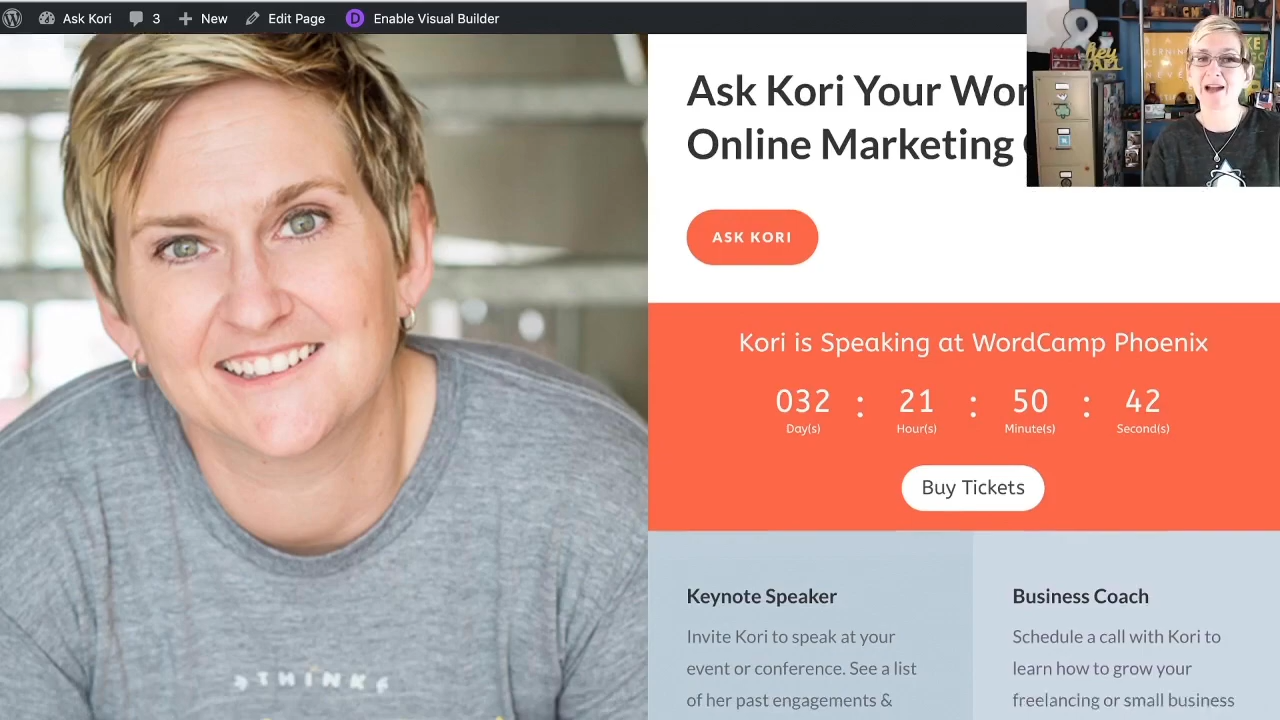 Ask Kori
3
New
Edit Page
D
Enable Visual Builder
Ask Kori Your Wor
Online Marketing
ASK KORI
Kori is Speaking at WordCamp Phoenix
032 : 21 : 50 : 42
Day(s) Hour(s) Minute(s) Second(s)
Buy Tickets
Keynote Speaker
Invite Kori to speak at your
event or conference. See a list
of her past engagements &
Business Coach
Schedule a call with Kori to
learn how to grow your
freelancing or small business
THINK
hey